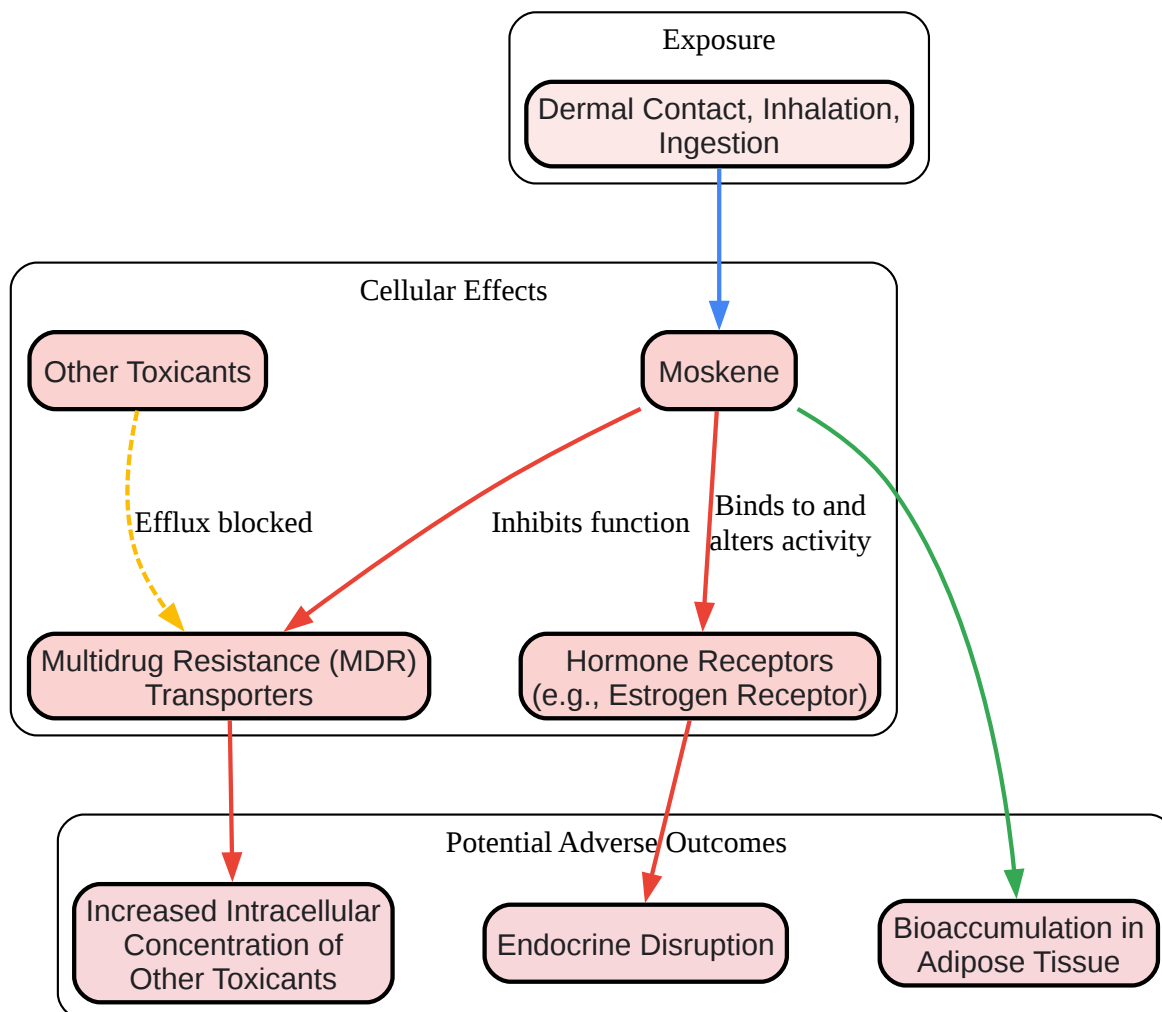 Exposure
Dermal Contact, Inhalation,
Ingestion
Cellular Effects
Other Toxicants
Moskene
Efflux blocked
Inhibits function
Binds to and
alters activity
Multidrug Resistance (MDR)
Transporters
Hormone Receptors
(e.g., Estrogen Receptor)
Potential Adverse Outcomes
Increased Intracellular
Concentration of
Other Toxicants
Endocrine Disruption
Bioaccumulation in
Adipose Tissue